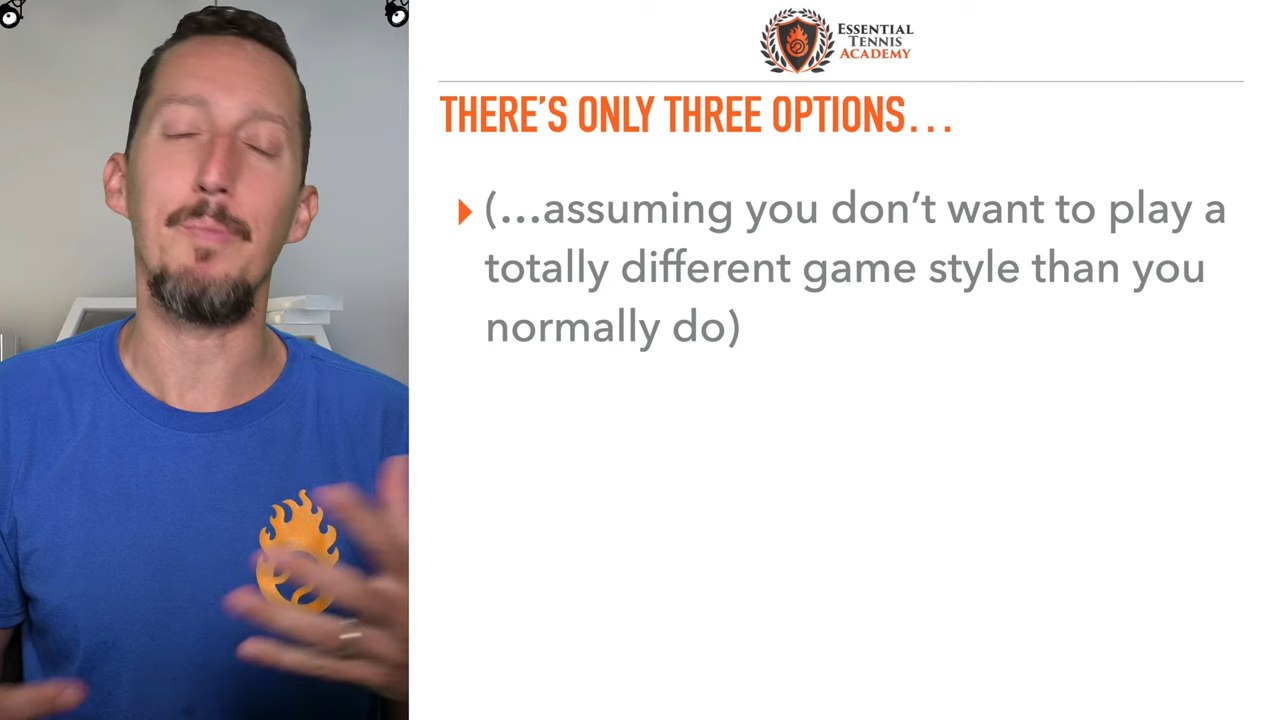 ESSENTIAL
TENNIS
ACADEMY
THERE’S ONLY THREE OPTIONS...
(...assuming you don’t want to play a
totally different game style than you
normally do)